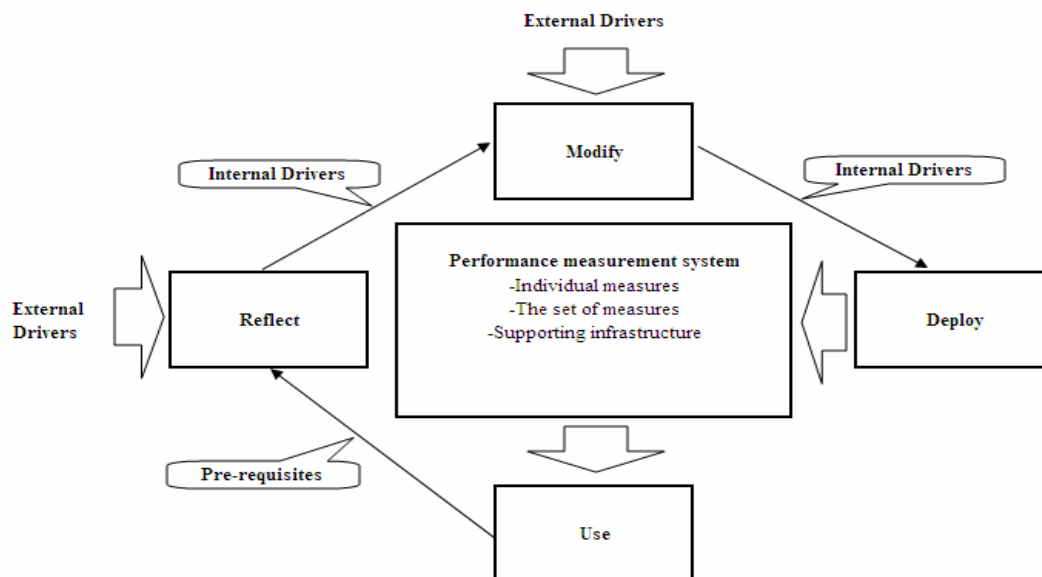 External Drivers
Modify
Internal Drivers
Internal Drivers
Performance measurement system
-Individual measures
-The set of measures
-Supporting infrastructure
External
Drivers
Reflect
Deploy
Pre-requisites
Use